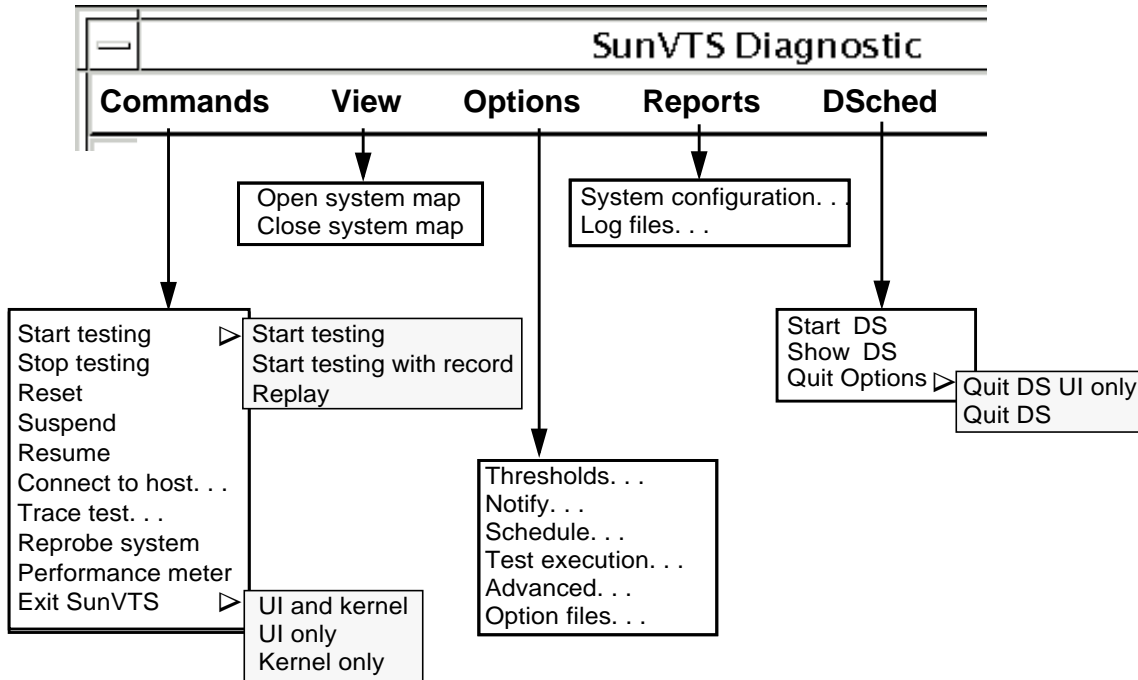 SunVTS Diagnostic
Commands View Options Reports DSched
Open system map
Close system map
System configuration. . .
Log files. . .
Start testing
Stop testing
Reset
Suspend
Resume
Connect to host. . .
Trace test. . .
Reprobe system
Performance meter
Exit SunVTS
Start testing
Start testing with record
Replay
UI and kernel
UI only
Kernel only
Thresholds. . .
Notify. . .
Schedule. . .
Test execution. . .
Advanced. . .
Option files. . .
Start DS
Show DS
Quit Options
Quit DS UI only
Quit DS